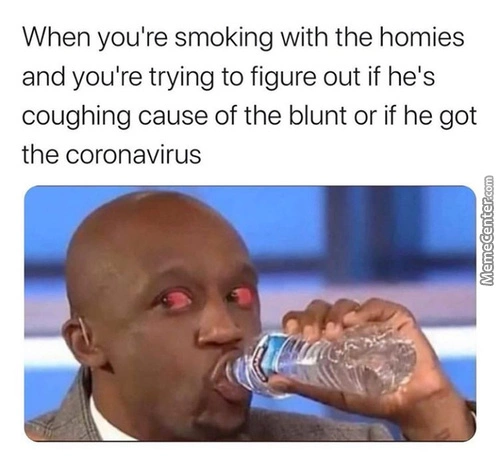 When you're smoking with the homies
and you're trying to figure out if he's
coughing cause of the blunt or if he got
the coronavirus
MemeCenter.com